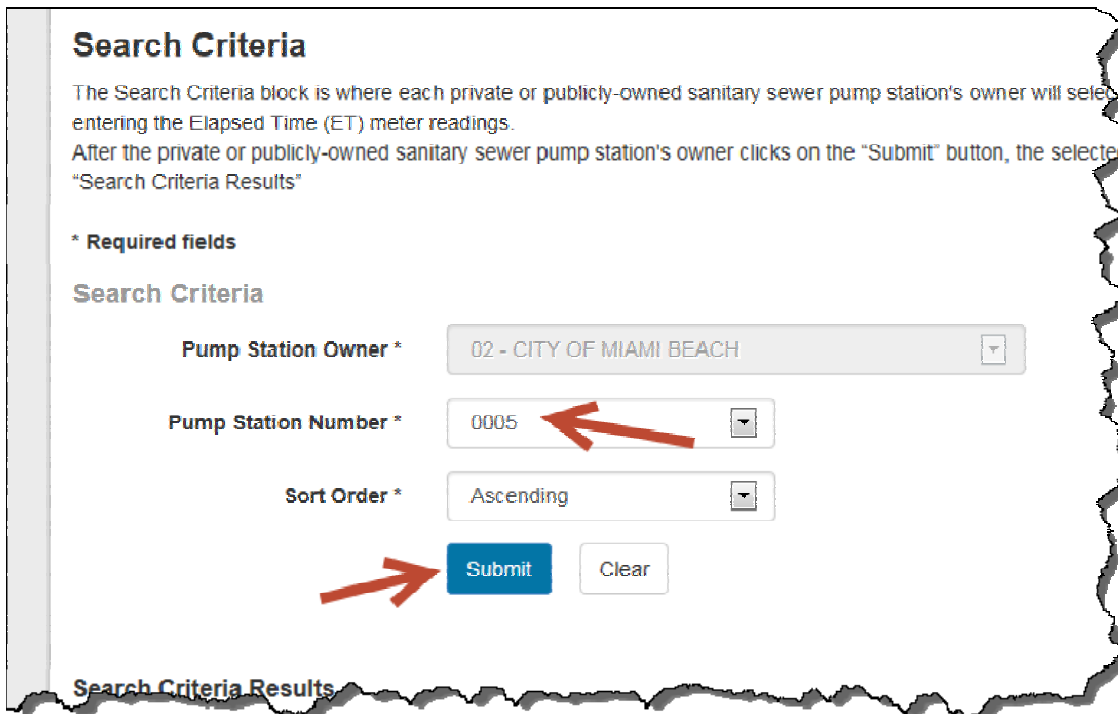 Search Criteria
The Search Criteria block is where each private or publicly-owned sanitary sewer pump station's owner will
entering the Elapsed Time (ET) meter readings.
After the private or publicly-owned sanitary sewer pump station's owner clicks on the “Submit” button, the
“Search Criteria Results”
* Required fields
Search Criteria
Pump Station Owner * 02 - CITY OF MIAMI BEACH
Pump Station Number * 0005
Sort Order * Ascending
Submit Clear
Search Criteria Results